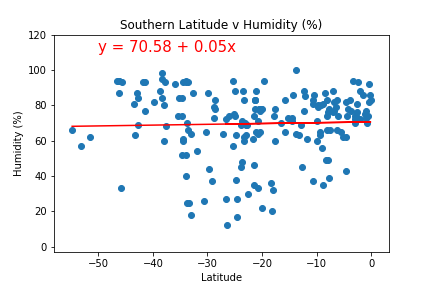 Southern Latitude v Humidity (%)
y = 70.58 + 0.05x
120
100
80
60
40
20
0
Humidity (%)
−50 −40 −30 −20 −10 0
Latitude